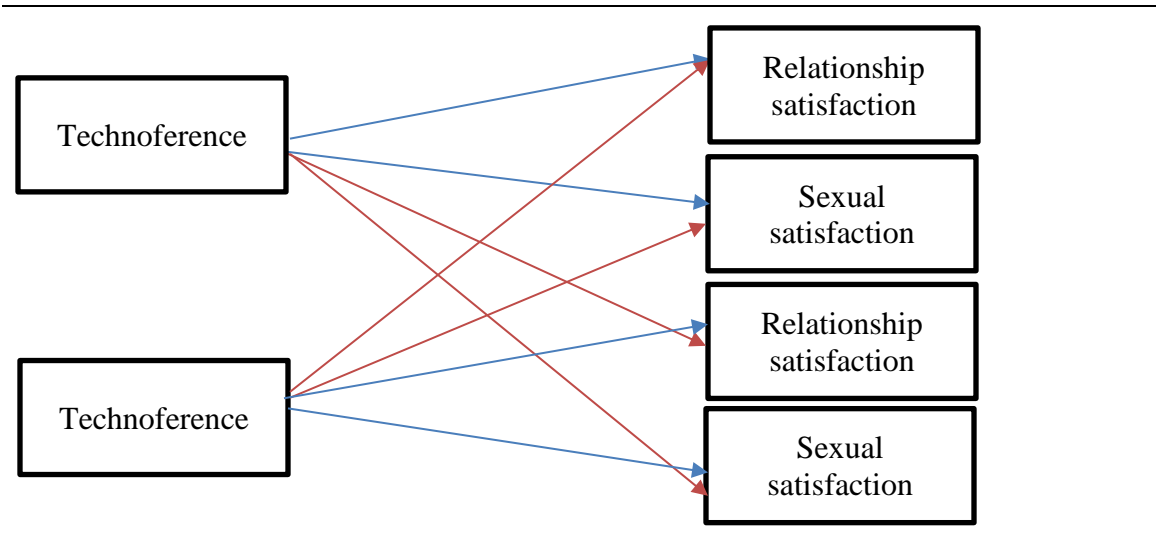 Technoference
Relationship
satisfaction
Sexual
satisfaction
Technoference
Relationship
satisfaction
Sexual
satisfaction